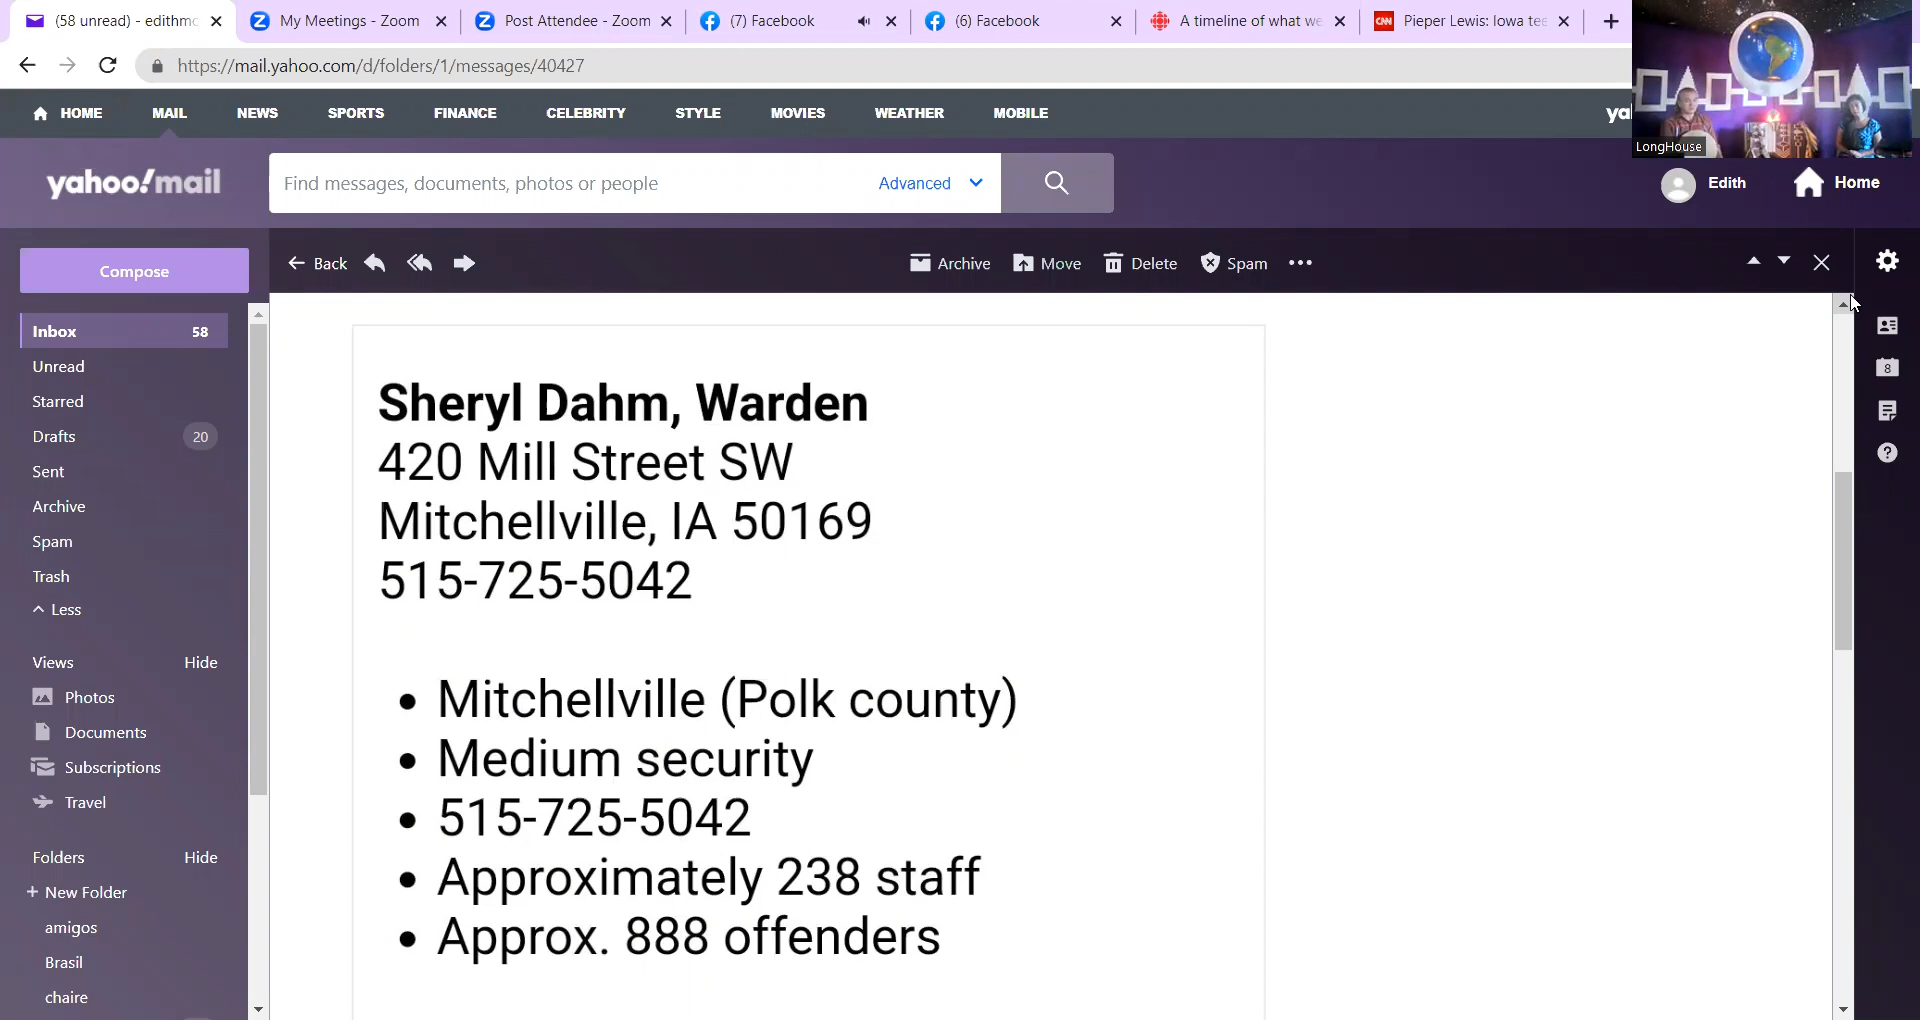 (58 unread) - edithmc
My Meetings - Zoom
Post Attendee - Zoom
(7) Facebook
(6) Facebook
A timeline of what we
CNN Pieper Lewis: Iowa tee
https://mail.yahoo.com/d/folders/1/messages/40427
HOME MAIL NEWS SPORTS FINANCE CELEBRITY STYLE MOVIES WEATHER MOBILE
LongHouse
yahoo!mail
Find messages, documents, photos or people
Advanced
Edith
Home
Compose
Back
Archive
Move
Delete
Spam
Inbox 58
Unread
Starred
Drafts 20
Sent
Archive
Spam
Trash
Less
Views Hide
Photos
Documents
Subscriptions
Travel
Folders Hide
+ New Folder
amigos
Brasil
chaire
Sheryl Dahm, Warden
420 Mill Street SW
Mitchellville, IA 50169
515-725-5042
• Mitchellville (Polk county)
• Medium security
• 515-725-5042
• Approximately 238 staff
• Approx. 888 offenders
8